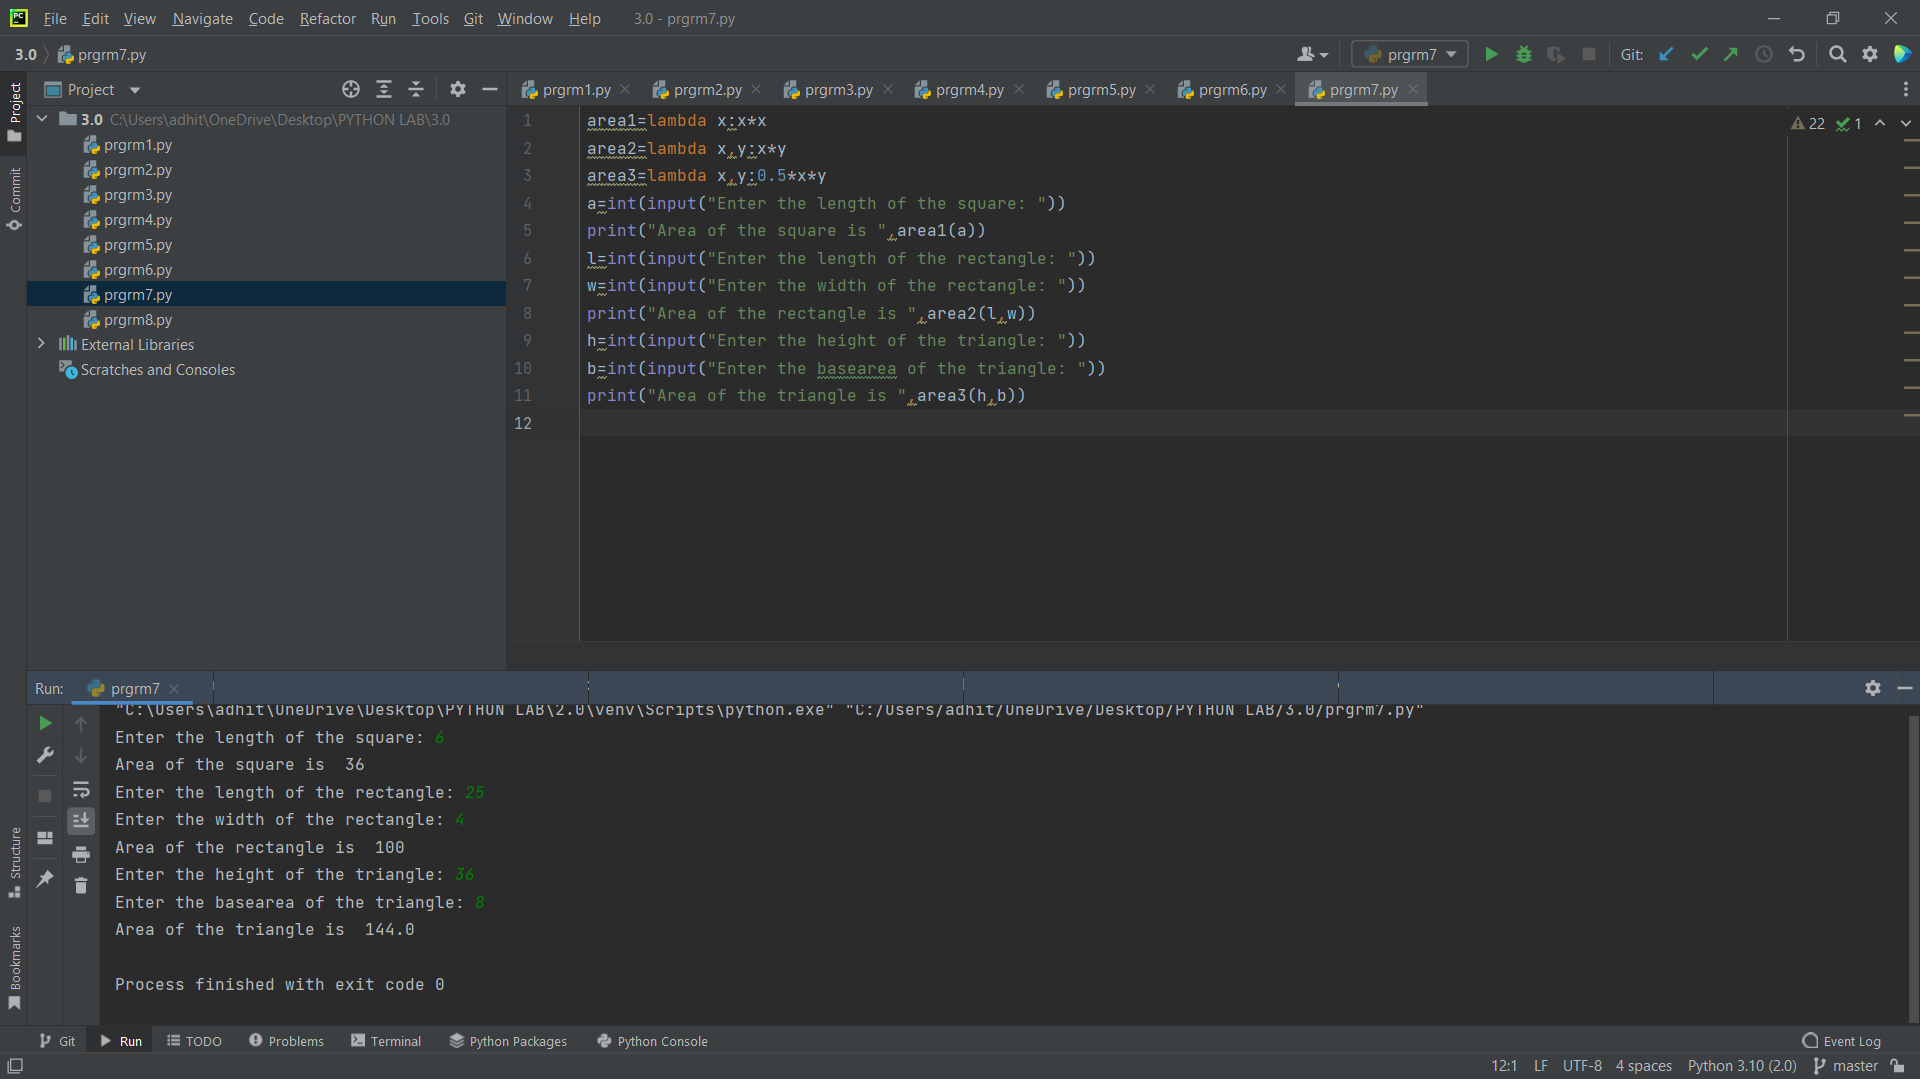 File Edit View Navigate Code Refactor Run Tools Git Window Help 3.0 - prgrm7.py
3.0 prgrm7.py
prgrm7 Git:
Project
prgrm1.py prgrm2.py prgrm3.py prgrm4.py prgrm5.py prgrm6.py prgrm7.py
3.0 C:\Users\adhit\OneDrive\Desktop\PYTHON LAB\3.0
prgrm1.py
prgrm2.py
prgrm3.py
prgrm4.py
prgrm5.py
prgrm6.py
prgrm7.py
prgrm8.py
External Libraries
Scratches and Consoles
Project
Commit
Structure
Bookmarks
22 1
1 area1=lambda x:x*x
2 area2=lambda x,y:x*y
3 area3=lambda x,y:0.5*x*y
4 a=int(input("Enter the length of the square: "))
5 print("Area of the square is ",area1(a))
6 l=int(input("Enter the length of the rectangle: "))
7 w=int(input("Enter the width of the rectangle: "))
8 print("Area of the rectangle is ",area2(l,w))
9 h=int(input("Enter the height of the triangle: "))
10 b=int(input("Enter the basearea of the triangle: "))
11 print("Area of the triangle is ",area3(h,b))
12
Run: prgrm7
"C:\Users\adhit\OneDrive\Desktop\PYTHON LAB\2.0\venv\Scripts\python.exe" "C:/Users/adhit/OneDrive/Desktop/PYTHON LAB/3.0/prgrm7.py"
Enter the length of the square: 6
Area of the square is  36
Enter the length of the rectangle: 25
Enter the width of the rectangle: 4
Area of the rectangle is  100
Enter the height of the triangle: 36
Enter the basearea of the triangle: 8
Area of the triangle is  144.0
Process finished with exit code 0
Git Run TODO Problems Terminal Python Packages Python Console Event Log
12:1 LF UTF-8 4 spaces Python 3.10 (2.0) master